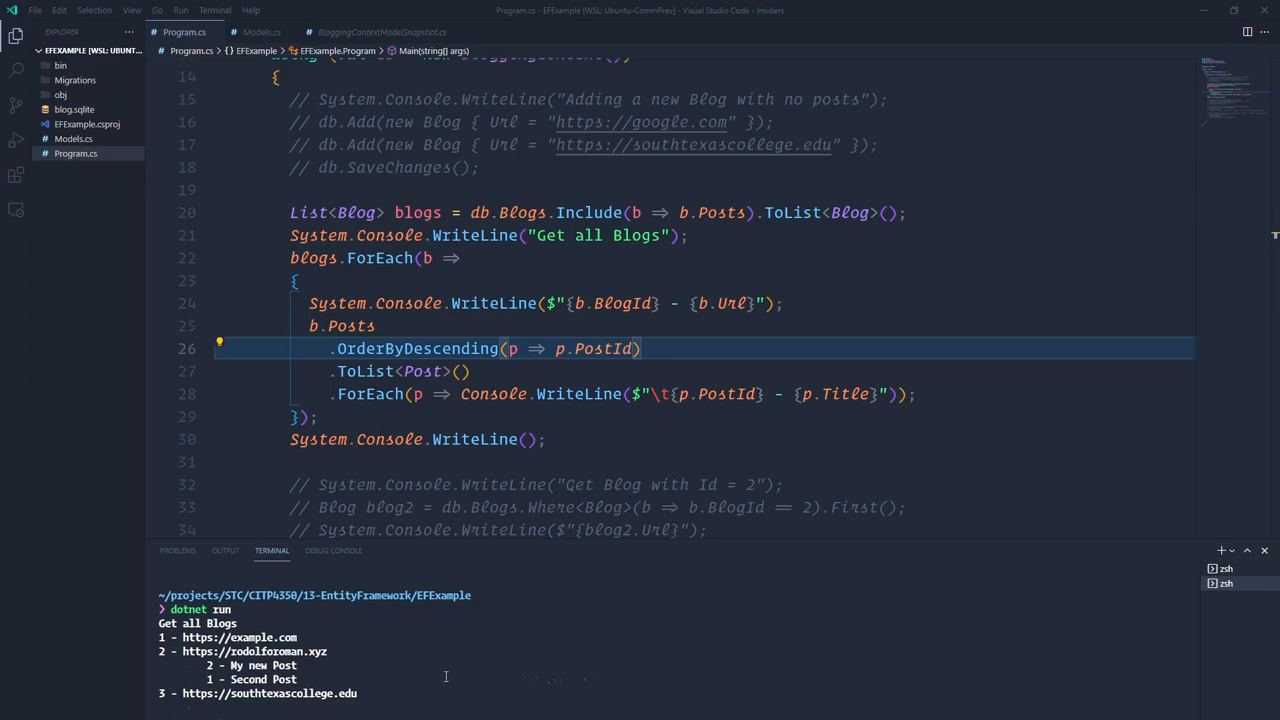 File Edit Selection View Go Run Terminal Help
Program.cs - EFExample [WSL: Ubuntu-CommPrev] - Visual Studio Code - Insiders
EXPLORER
EFEXAMPLE [WSL: UBUNT...
bin
Migrations
obj
blog.sqlite
EFExample.csproj
Models.cs
Program.cs
Program.cs Models.cs BloggingContextModelSnapshot.cs
Program.cs > {} EFExample > EFExample.Program > Main(string[] args)
14 {
15 // System.Console.WriteLine("Adding a new Blog with no posts");
16 // db.Add(new Blog { Url = "https://google.com" });
17 // db.Add(new Blog { Url = "https://southtexascollege.edu" });
18 // db.SaveChanges();
19
20 List<Blog> blogs = db.Blogs.Include(b => b.Posts).ToList<Blog>();
21 System.Console.WriteLine("Get all Blogs");
22 blogs.ForEach(b =>
23 {
24 System.Console.WriteLine($"{b.BlogId} - {b.Url}");
25 b.Posts
26 .OrderByDescending(p => p.PostId)
27 .ToList<Post>()
28 .ForEach(p => Console.WriteLine($"\t{p.PostId} - {p.Title}"));
29 });
30 System.Console.WriteLine();
31
32 // System.Console.WriteLine("Get Blog with Id = 2");
33 // Blog blog2 = db.Blogs.Where<Blog>(b => b.BlogId == 2).First();
34 // System.Console.WriteLine($"{blog2.Url}");
PROBLEMS OUTPUT TERMINAL DEBUG CONSOLE
~/projects/STC/CITP4350/13-EntityFramework/EFExample
❯ dotnet run
Get all Blogs
1 - https://example.com
2 - https://rodolforoman.xyz
2 - My new Post
1 - Second Post
3 - https://southtexascollege.edu
zsh
zsh